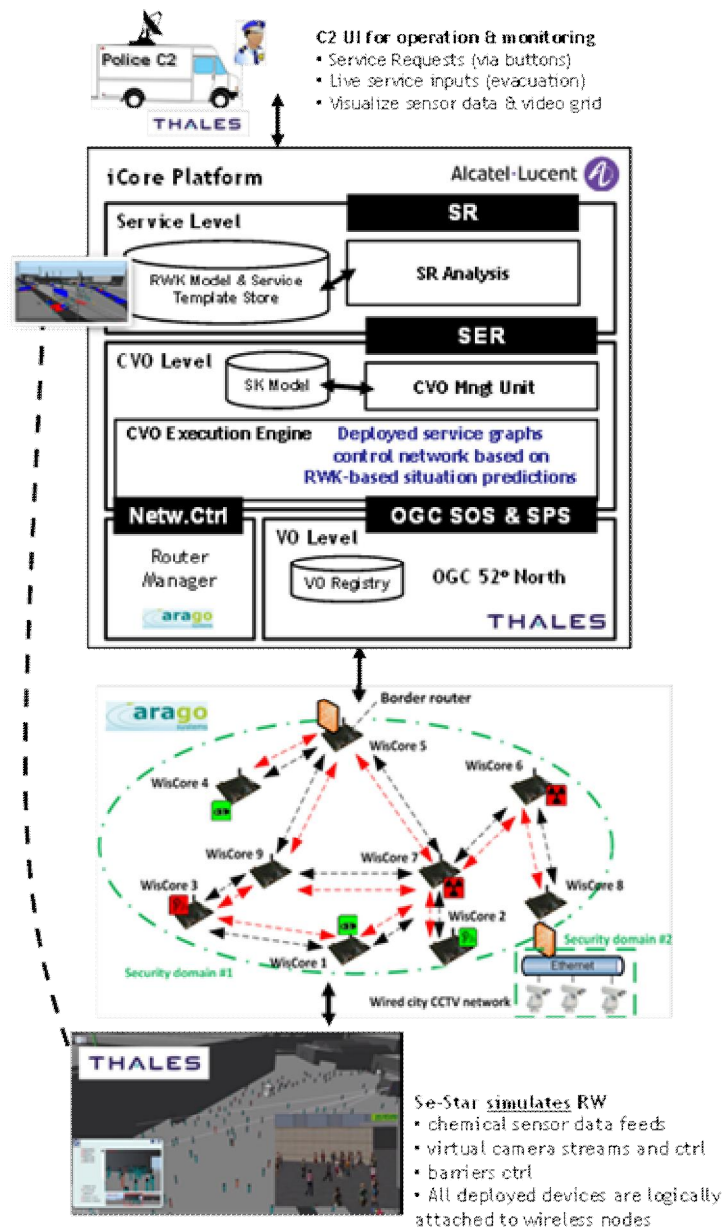 C2 UI for operation & monitoring
• Service Requests (via buttons)
• Live service inputs (evacuation)
• Visualize sensor data & video grid
Police C2
THALES
iCore Platform
Alcatel·Lucent
SR
Service Level
RWK Model & Service
Template Store
SR Analysis
SER
CVO Level
SK Model
CVO Mngt Unit
CVO Execution Engine
Deployed service graphs
control network based on
RWK-based situation predictions
Netw.Ctrl
OGC SOS & SPS
Router
Manager
arago
systems
VO Level
VO Registry
OGC 52º North
THALES
arago
systems
Border router
WisCore 5
WisCore 4
WisCore 6
WisCore 9
WisCore 7
WisCore 3
WisCore 8
WisCore 2
WisCore 1
Security domain #1
Security domain #2
Ethernet
Wired city CCTV network
THALES
Se-Star simulates RW
• chemical sensor data feeds
• virtual camera streams and ctrl
• barriers ctrl
• All deployed devices are logically
attached to wireless nodes